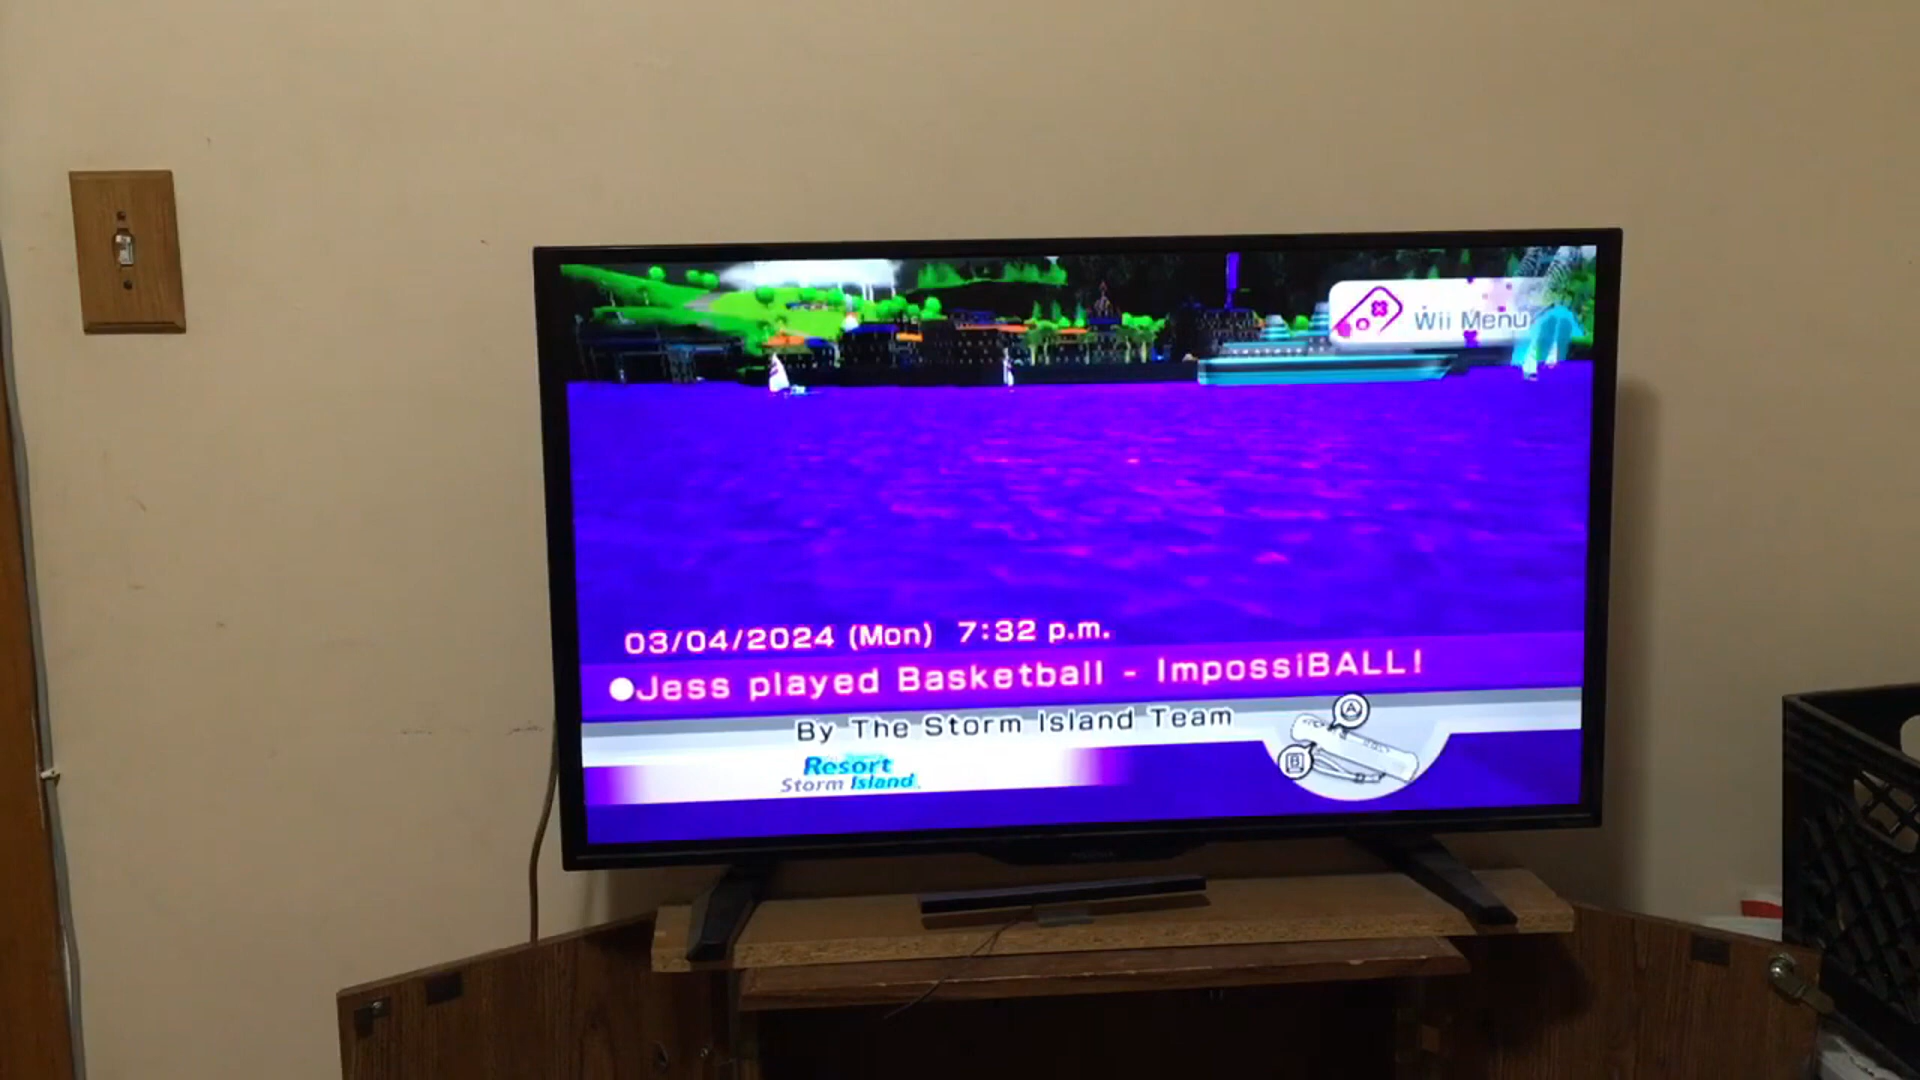 Wii Menu
03/04/2024 (Mon) 7:32 p.m.
Jess played Basketball - ImpossiBALL!
By The Storm Island Team
A
B
Resort
Storm Island